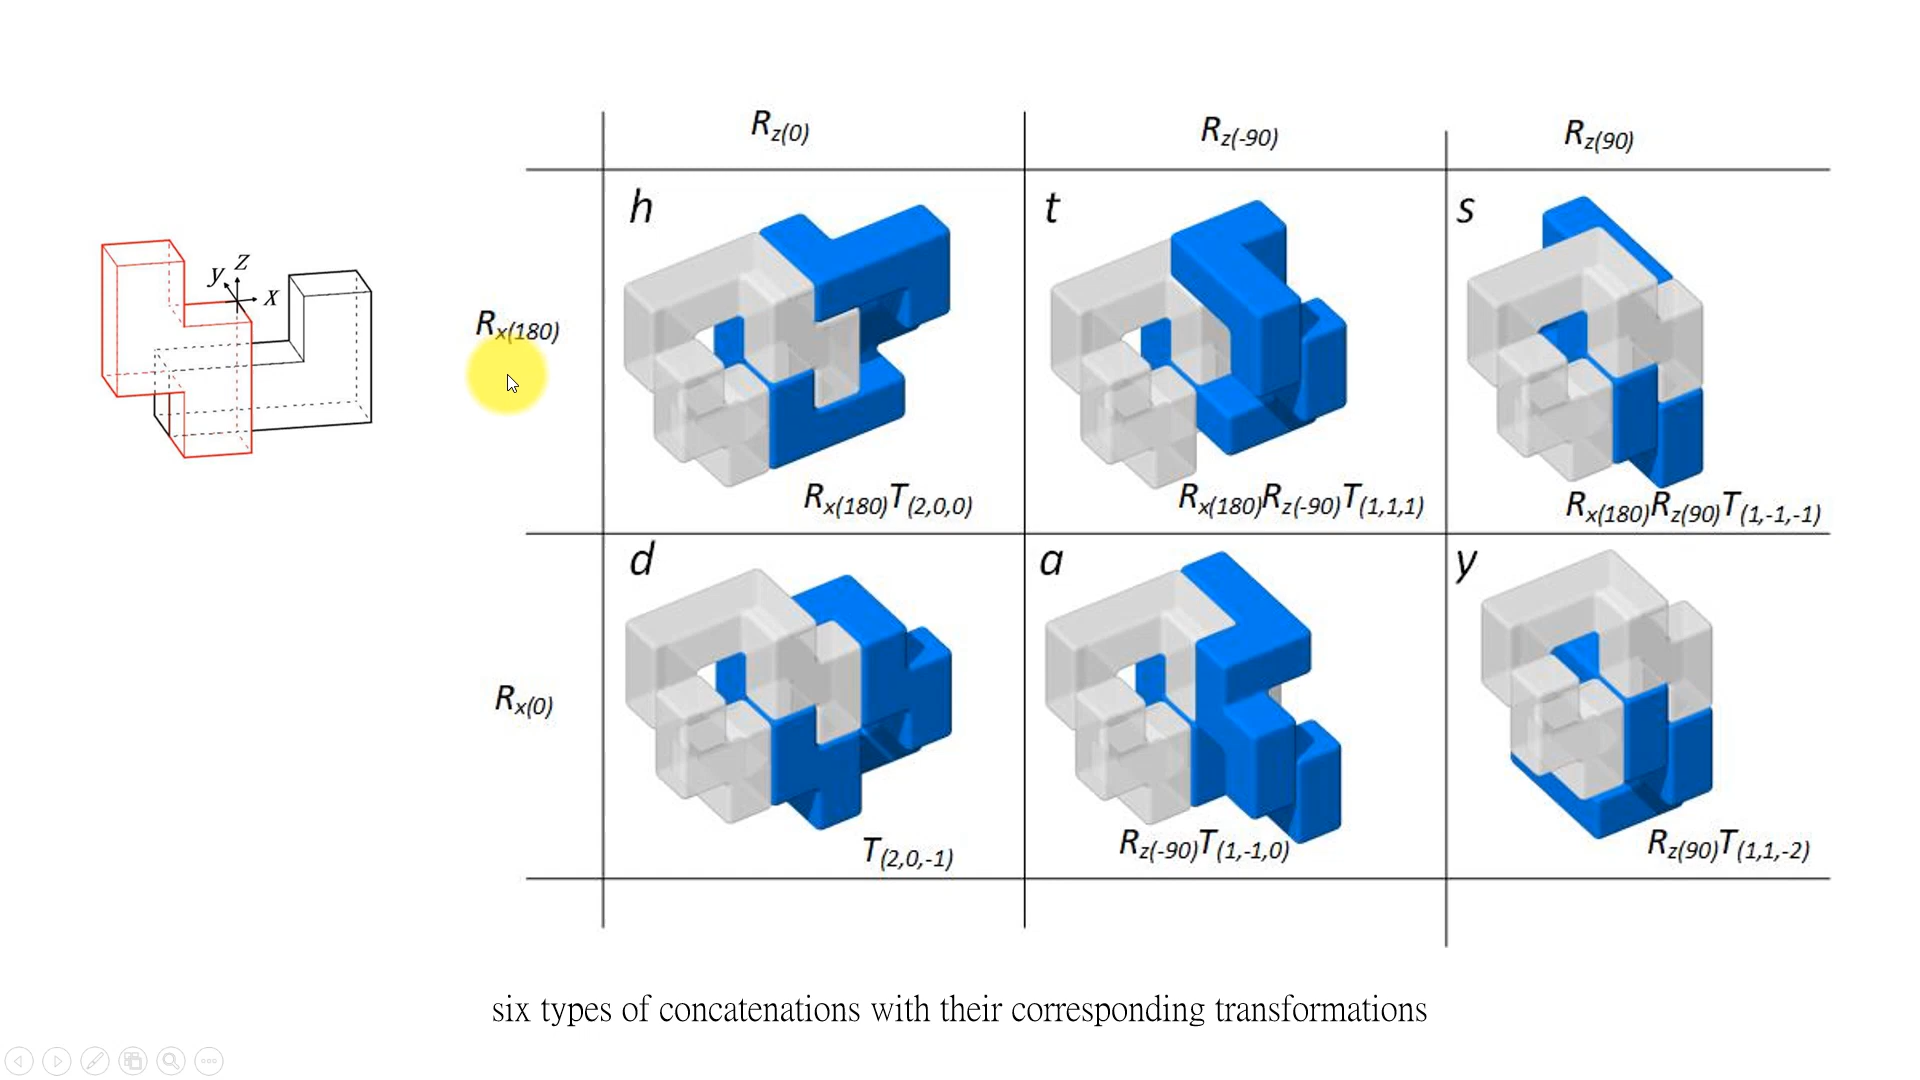 R_z(0) R_z(-90) R_z(90)
h t s
y Z X
R_x(180)
R_x(180)T_(2,0,0) R_x(180)R_z(-90)T_(1,1,1) R_x(180)R_z(90)T_(1,-1,-1)
d a y
R_x(0)
T_(2,0,-1) R_z(-90)T_(1,-1,0) R_z(90)T_(1,1,-2)
six types of concatenations with their corresponding transformations